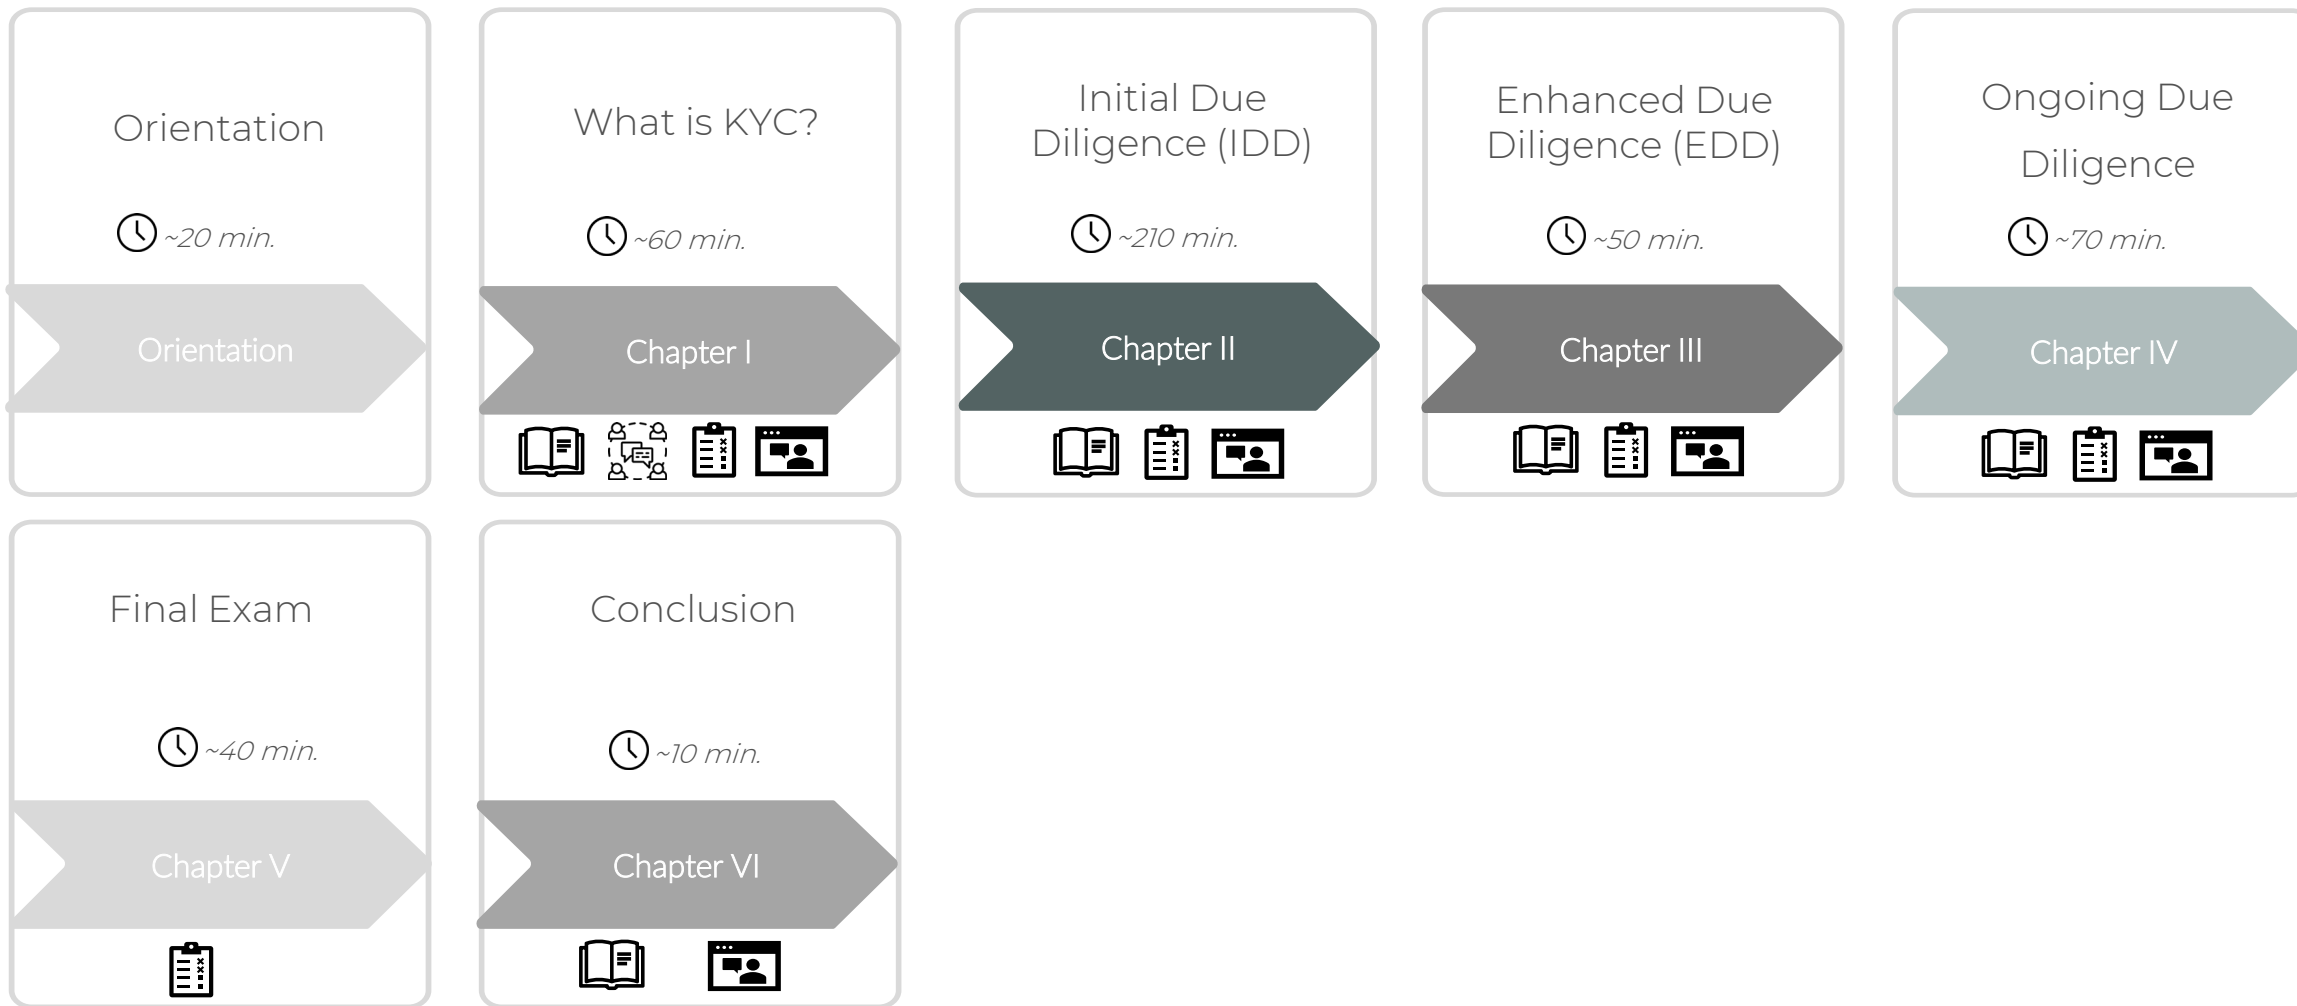 Orientation
~20 min.
Orientation
What is KYC?
~60 min.
Chapter I
Initial Due
Diligence (IDD)
~210 min.
Chapter II
Enhanced Due
Diligence (EDD)
~50 min.
Chapter III
Ongoing Due
Diligence
~70 min.
Chapter IV
Final Exam
~40 min.
Chapter V
Conclusion
~10 min.
Chapter VI